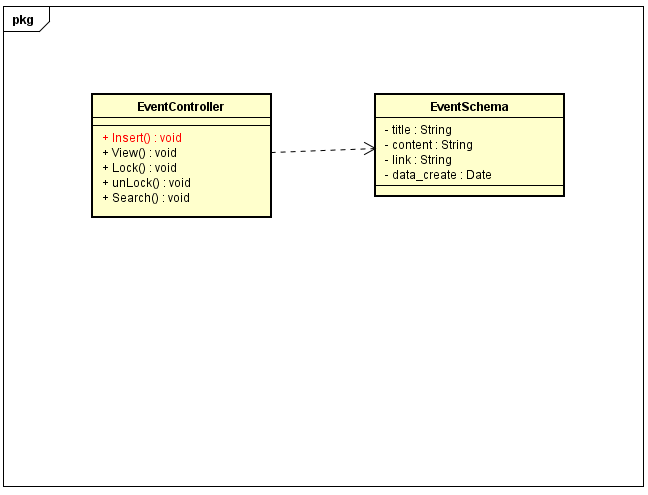 pkg
EventController
+ Insert() : void
+ View() : void
+ Lock() : void
+ unLock() : void
+ Search() : void
EventSchema
- title : String
- content : String
- link : String
- data_create : Date